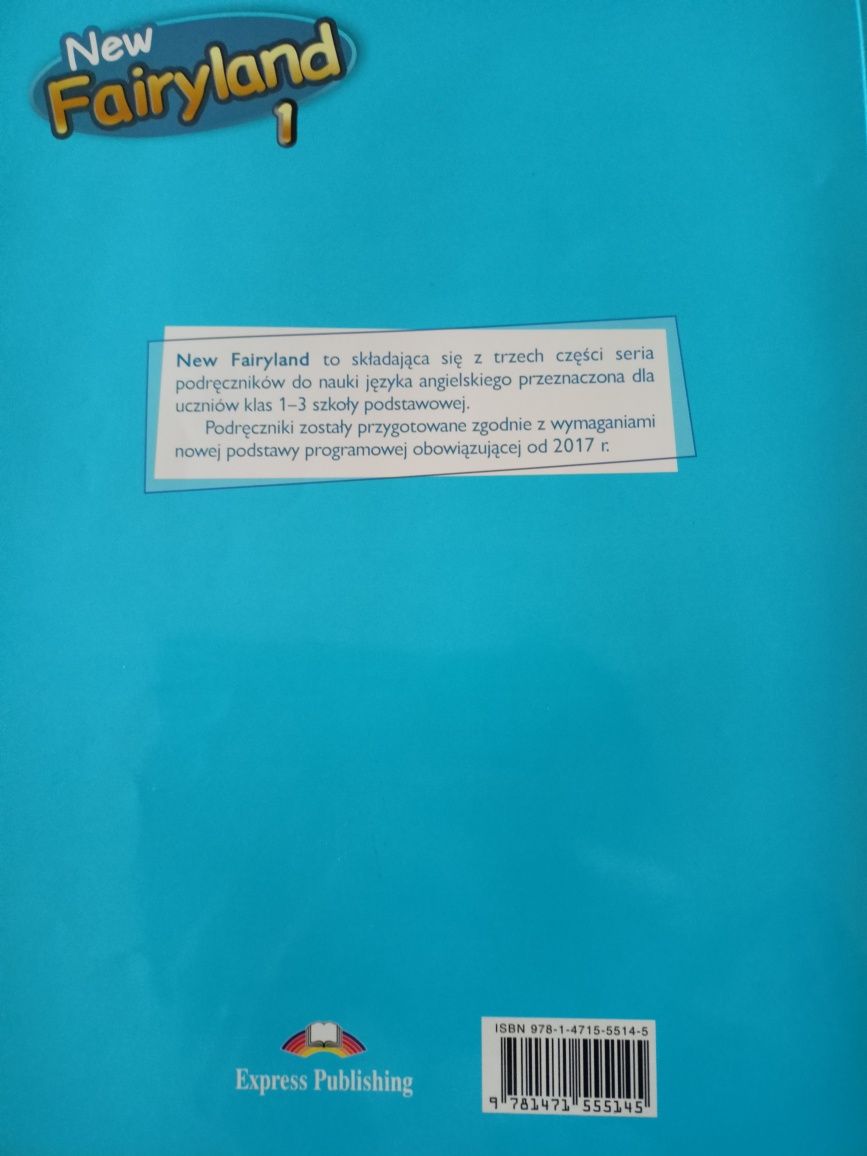 New
Fairyland
1
New Fairyland to składająca się z trzech części seria
podręczników do nauki języka angielskiego przeznaczona dla
uczniów klas 1–3 szkoły podstawowej.
Podręczniki zostały przygotowane zgodnie z wymaganiami
nowej podstawy programowej obowiązującej od 2017 r.
Express Publishing
ISBN 978-1-4715-5514-5
9 781471 555145